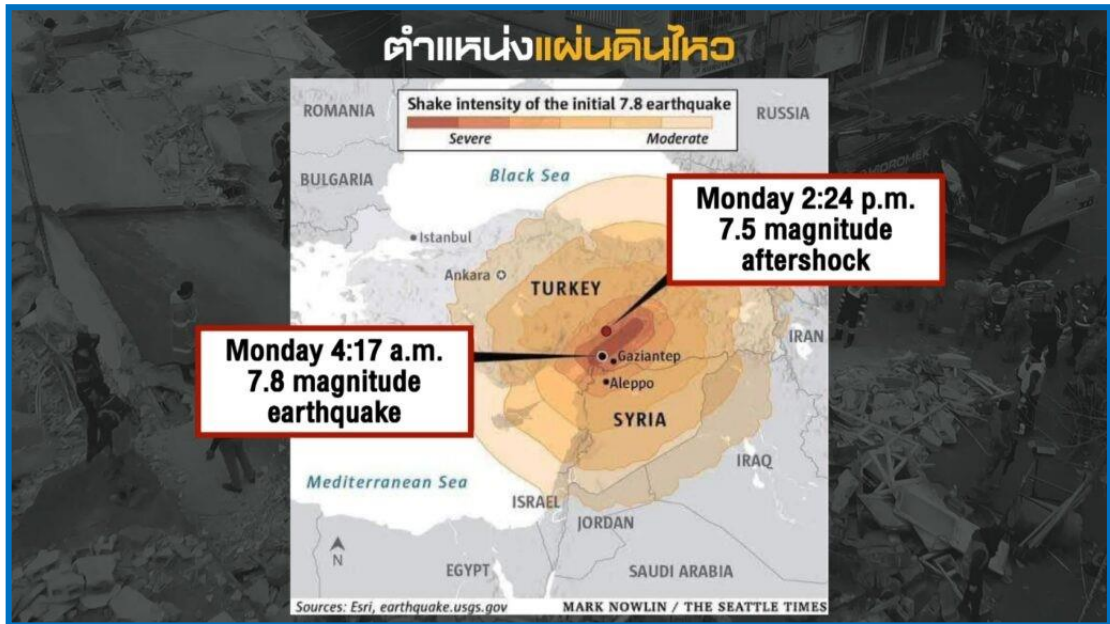 ตำแหน่งแผ่นดินไหว
Shake intensity of the initial 7.8 earthquake
Severe
Moderate
ROMANIA
RUSSIA
BULGARIA
Black Sea
Monday 2:24 p.m.
7.5 magnitude
aftershock
Istanbul
Ankara
TURKEY
IRAN
Monday 4:17 a.m.
7.8 magnitude
earthquake
Gaziantep
Aleppo
SYRIA
IRAQ
Mediterranean Sea
ISRAEL
JORDAN
N
EGYPT
SAUDI ARABIA
Sources: Esri, earthquake.usgs.gov
MARK NOWLIN / THE SEATTLE TIMES